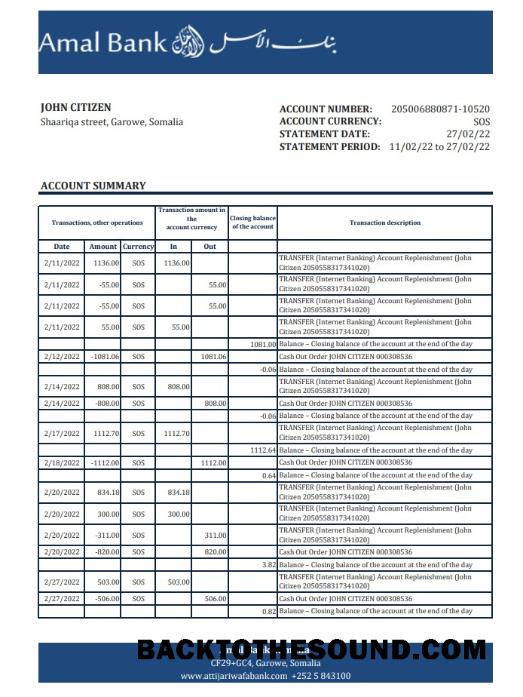 Amal Bank بنك الأمل
JOHN CITIZEN
Shaariqa street, Garowe, Somalia
ACCOUNT NUMBER: 205006880871-10520
ACCOUNT CURRENCY: SOS
STATEMENT DATE: 27/02/22
STATEMENT PERIOD: 11/02/22 to 27/02/22
ACCOUNT SUMMARY
Transactions, other operations
Transaction amount in
the
account currency
Closing balance
of the account
Transaction description
Date Amount Currency In Out
2/11/2022 1136.00 SOS 1136.00 TRANSFER (Internet Banking) Account Replenishment (John
Citizen 2050558317341020)
2/11/2022 -55.00 SOS 55.00 TRANSFER (Internet Banking) Account Replenishment (John
Citizen 2050558317341020)
2/11/2022 -55.00 SOS 55.00 TRANSFER (Internet Banking) Account Replenishment (John
Citizen 2050558317341020)
2/11/2022 55.00 SOS 55.00 TRANSFER (Internet Banking) Account Replenishment (John
Citizen 2050558317341020)
1081.00 Balance – Closing balance of the account at the end of the day
2/12/2022 -1081.06 SOS 1081.06 Cash Out Order JOHN CITIZEN 000308536
-0.06 Balance – Closing balance of the account at the end of the day
2/14/2022 808.00 SOS 808.00 TRANSFER (Internet Banking) Account Replenishment (John
Citizen 2050558317341020)
2/14/2022 -808.00 SOS 808.00 Cash Out Order JOHN CITIZEN 000308536
-0.06 Balance – Closing balance of the account at the end of the day
2/17/2022 1112.70 SOS 1112.70 TRANSFER (Internet Banking) Account Replenishment (John
Citizen 2050558317341020)
1112.64 Balance – Closing balance of the account at the end of the day
2/18/2022 -1112.00 SOS 1112.00 Cash Out Order JOHN CITIZEN 000308536
0.64 Balance – Closing balance of the account at the end of the day
2/20/2022 834.18 SOS 834.18 TRANSFER (Internet Banking) Account Replenishment (John
Citizen 2050558317341020)
2/20/2022 300.00 SOS 300.00 TRANSFER (Internet Banking) Account Replenishment (John
Citizen 2050558317341020)
2/20/2022 -311.00 SOS 311.00 TRANSFER (Internet Banking) Account Replenishment (John
Citizen 2050558317341020)
2/20/2022 -820.00 SOS 820.00 Cash Out Order JOHN CITIZEN 000308536
3.82 Balance – Closing balance of the account at the end of the day
2/27/2022 503.00 SOS 503.00 TRANSFER (Internet Banking) Account Replenishment (John
Citizen 2050558317341020)
2/27/2022 -506.00 SOS 506.00 Cash Out Order JOHN CITIZEN 000308536
0.82 Balance – Closing balance of the account at the end of the day
BACKTOTHESOUND.COM
CF29+GC4, Garowe, Somalia
www.attijariwafabank.com +252 5 843100